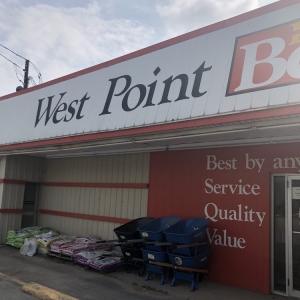 West Point
Best by any
Service
Quality
Value